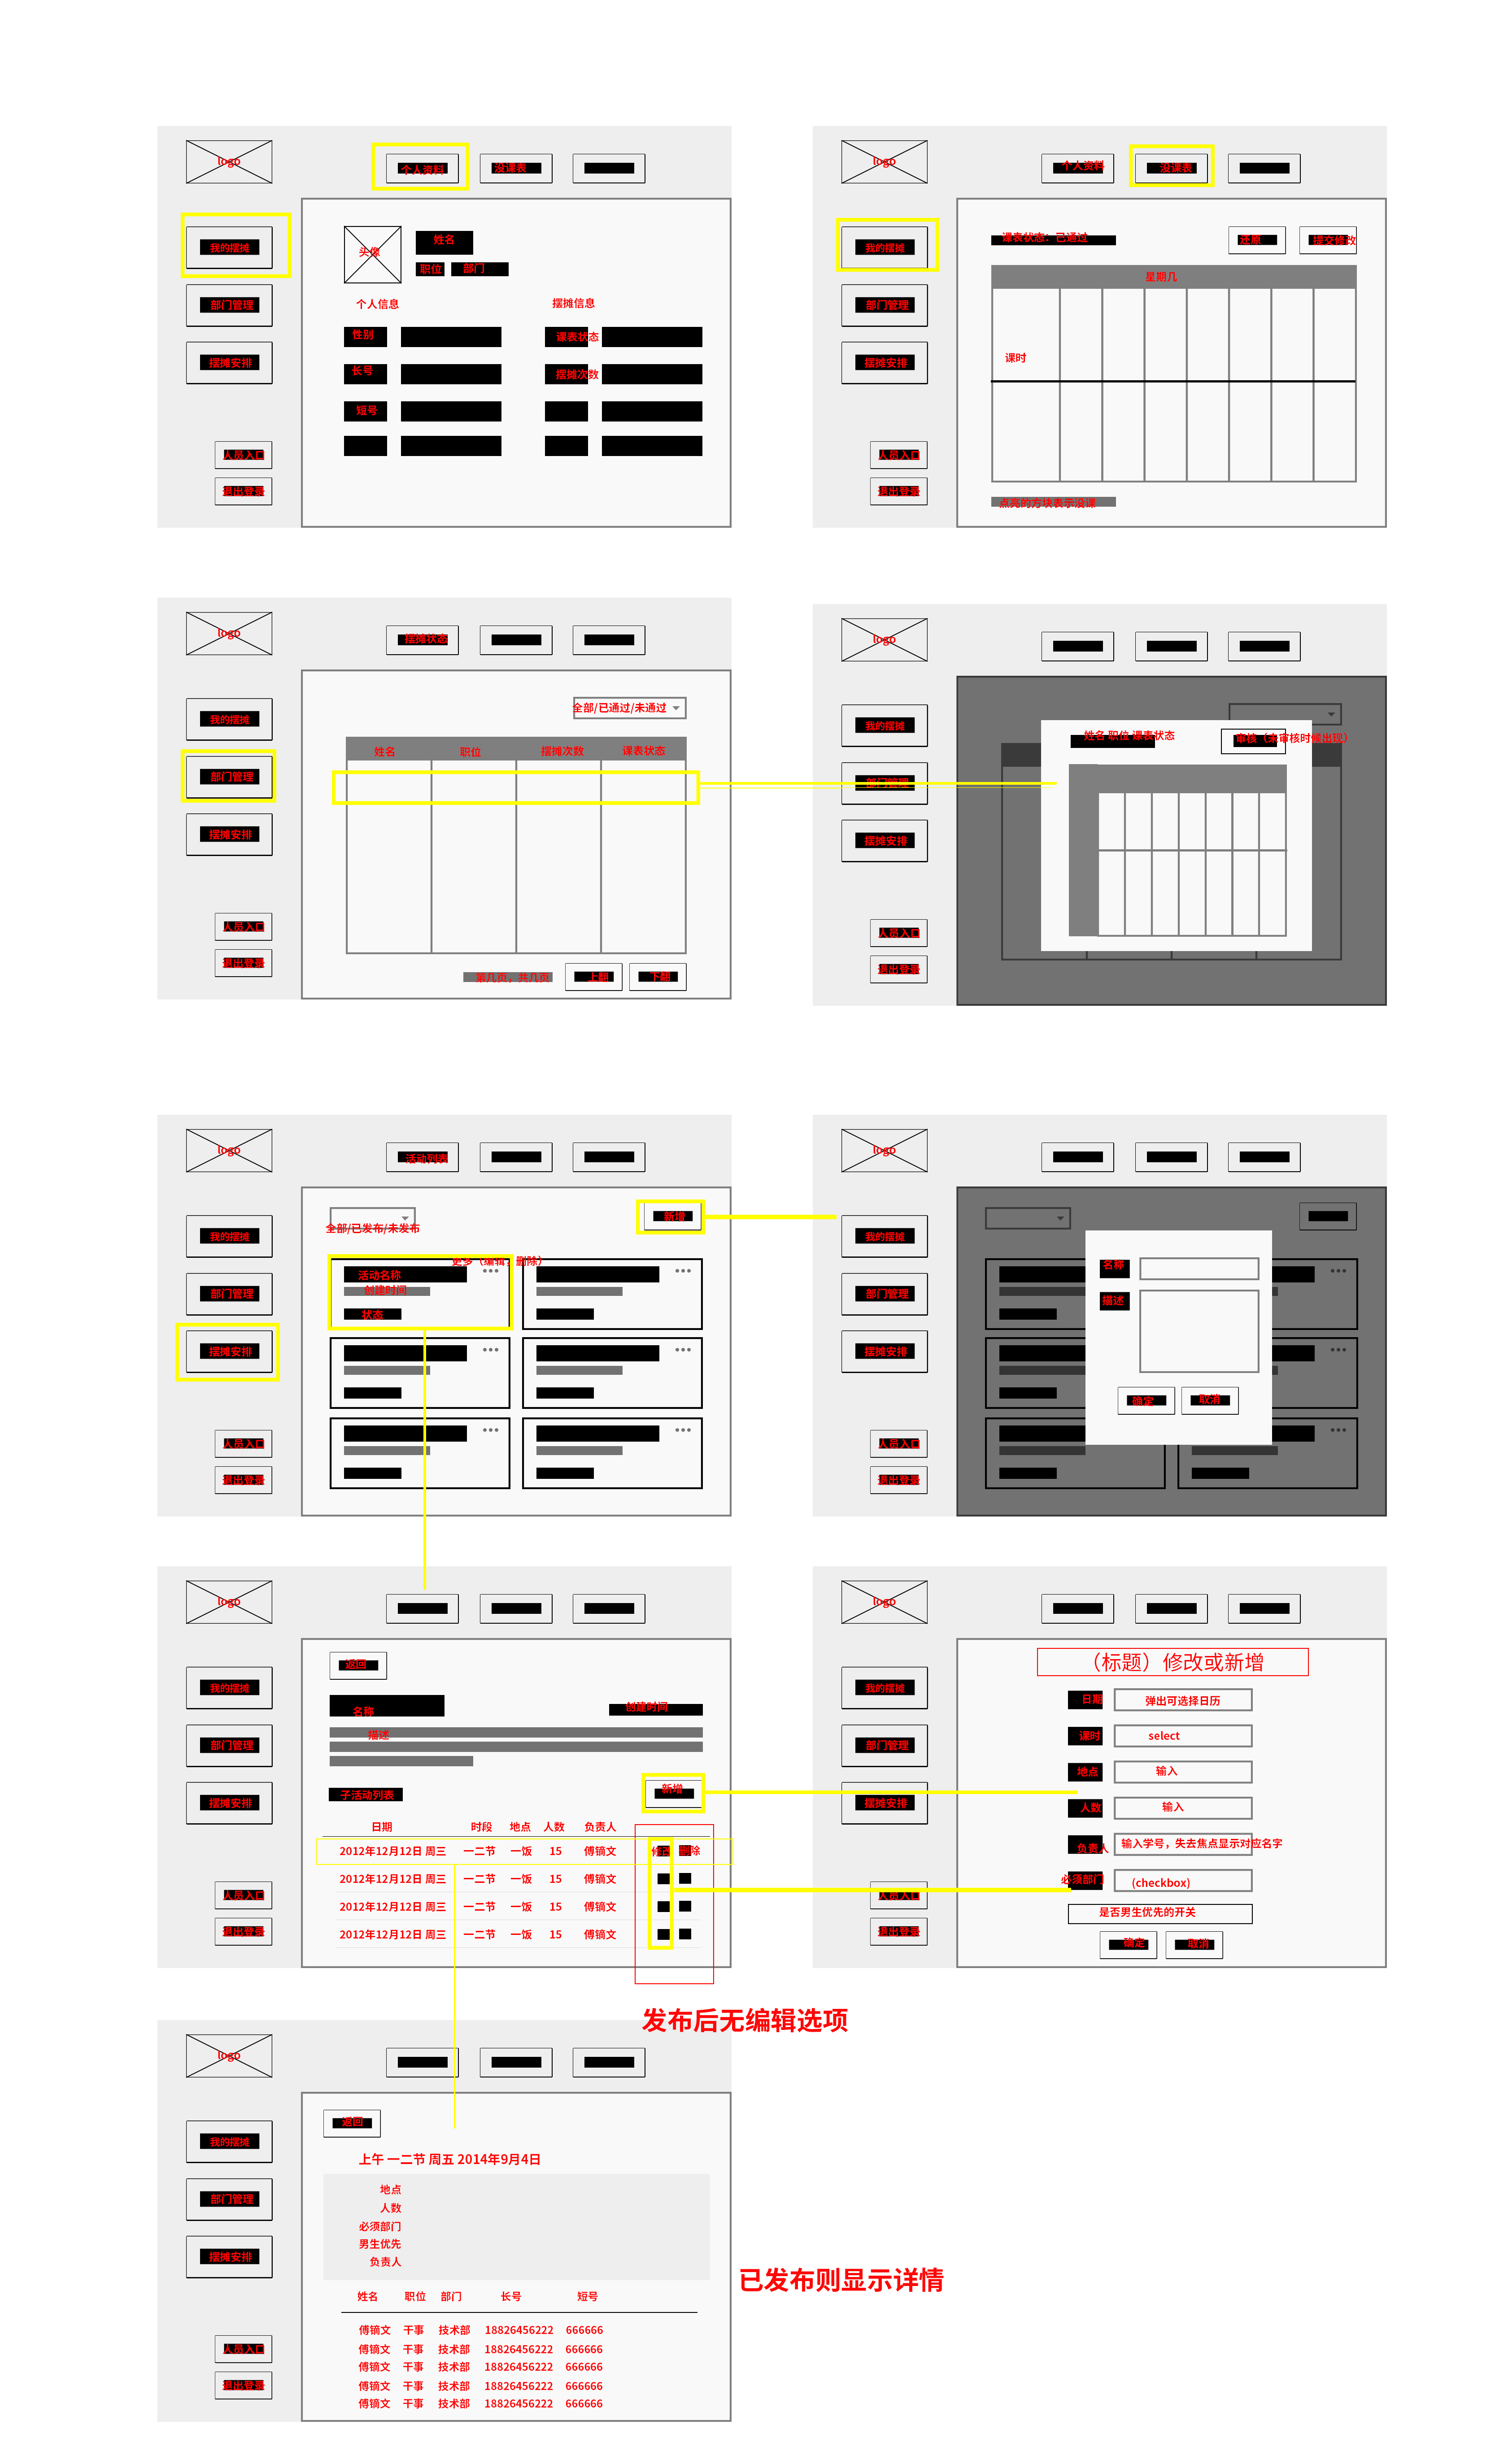 logo
个人资料
没课表
我的摆摊
部门管理
摆摊安排
人员入口
退出登录
头像
姓名
职位 部门
个人信息
摆摊信息
性别
课表状态
长号
摆摊次数
短号
logo
个人资料
没课表
我的摆摊
部门管理
摆摊安排
人员入口
退出登录
课表状态：已通过
还原
提交修改
星期几
课时
点亮的方块表示没课
logo
摆摊状态
我的摆摊
部门管理
摆摊安排
人员入口
退出登录
全部/已通过/未通过
姓名 职位 摆摊次数 课表状态
第几页，共几页
上翻
下翻
logo
我的摆摊
部门管理
摆摊安排
人员入口
退出登录
姓名 职位 课表状态
审核（未审核时候出现）
logo
活动列表
我的摆摊
部门管理
摆摊安排
人员入口
退出登录
全部/已发布/未发布
新增
更多（编辑，删除）
活动名称
创建时间
状态
logo
我的摆摊
部门管理
摆摊安排
人员入口
退出登录
名称
描述
确定
取消
logo
我的摆摊
部门管理
摆摊安排
人员入口
退出登录
返回
名称
创建时间
描述
子活动列表
新增
日期 时段 地点 人数 负责人
2012年12月12日 周三 一二节 一饭 15 傅镝文 修改 删除
2012年12月12日 周三 一二节 一饭 15 傅镝文
2012年12月12日 周三 一二节 一饭 15 傅镝文
2012年12月12日 周三 一二节 一饭 15 傅镝文
发布后无编辑选项
logo
我的摆摊
部门管理
摆摊安排
人员入口
退出登录
（标题）修改或新增
日期 弹出可选择日历
课时 select
地点 输入
人数 输入
负责人 输入学号，失去焦点显示对应名字
必须部门 (checkbox)
是否男生优先的开关
确定
取消
logo
我的摆摊
部门管理
摆摊安排
人员入口
退出登录
返回
上午 一二节 周五 2014年9月4日
地点
人数
必须部门
男生优先
负责人
已发布则显示详情
姓名 职位 部门 长号 短号
傅镝文 干事 技术部 18826456222 666666
傅镝文 干事 技术部 18826456222 666666
傅镝文 干事 技术部 18826456222 666666
傅镝文 干事 技术部 18826456222 666666
傅镝文 干事 技术部 18826456222 666666